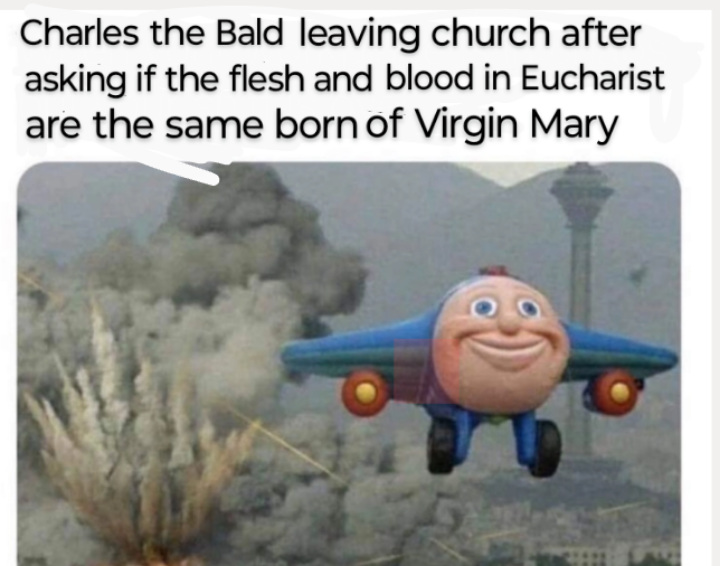 Charles the Bald leaving church after
asking if the flesh and blood in Eucharist
are the same born of Virgin Mary